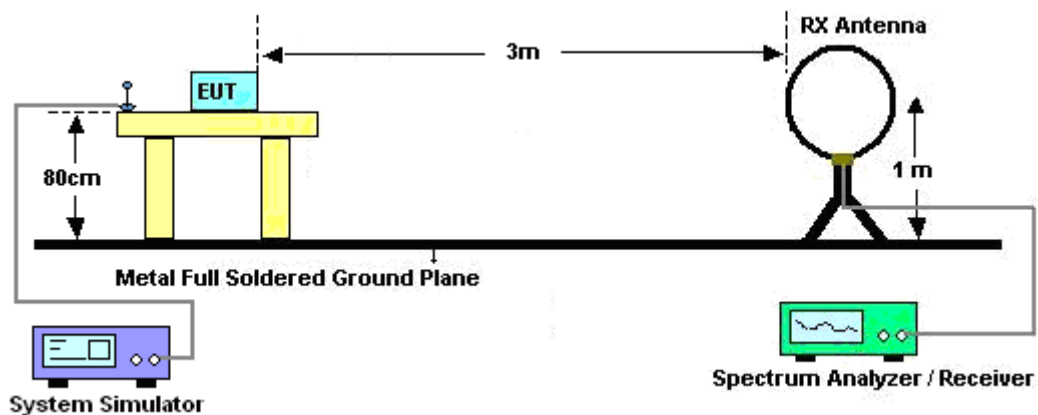 RX Antenna
3m
EUT
80cm
1 m
Metal Full Soldered Ground Plane
System Simulator
Spectrum Analyzer / Receiver